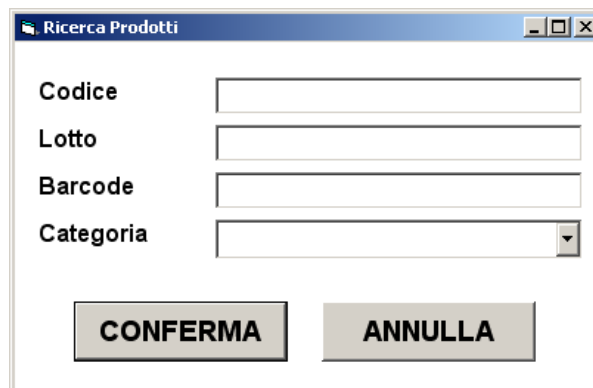 Ricerca Prodotti
Codice
Lotto
Barcode
Categoria
CONFERMA ANNULLA